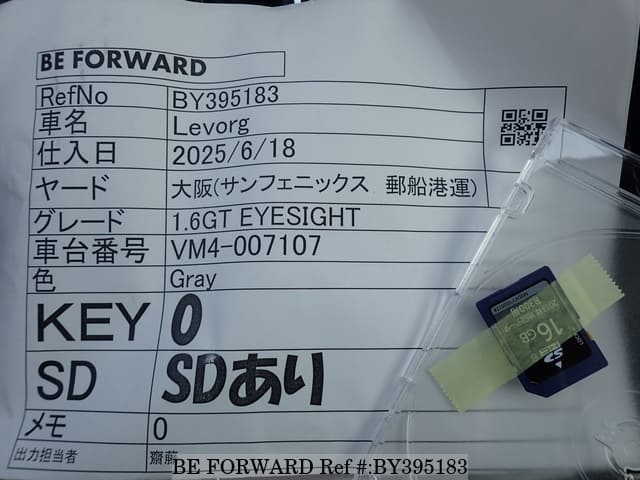 BE FORWARD
RefNo BY395183
車名 Levorg
仕入日 2025/6/18
ヤード 大阪(サンフェニックス 郵船港運)
グレード 1.6GT EYESIGHT
車台番号 VM4-007107
色 Gray
KEY 0
SD SDあり
メモ 0
出力担当者 齋藤
16GB
BE FORWARD Ref #:BY395183